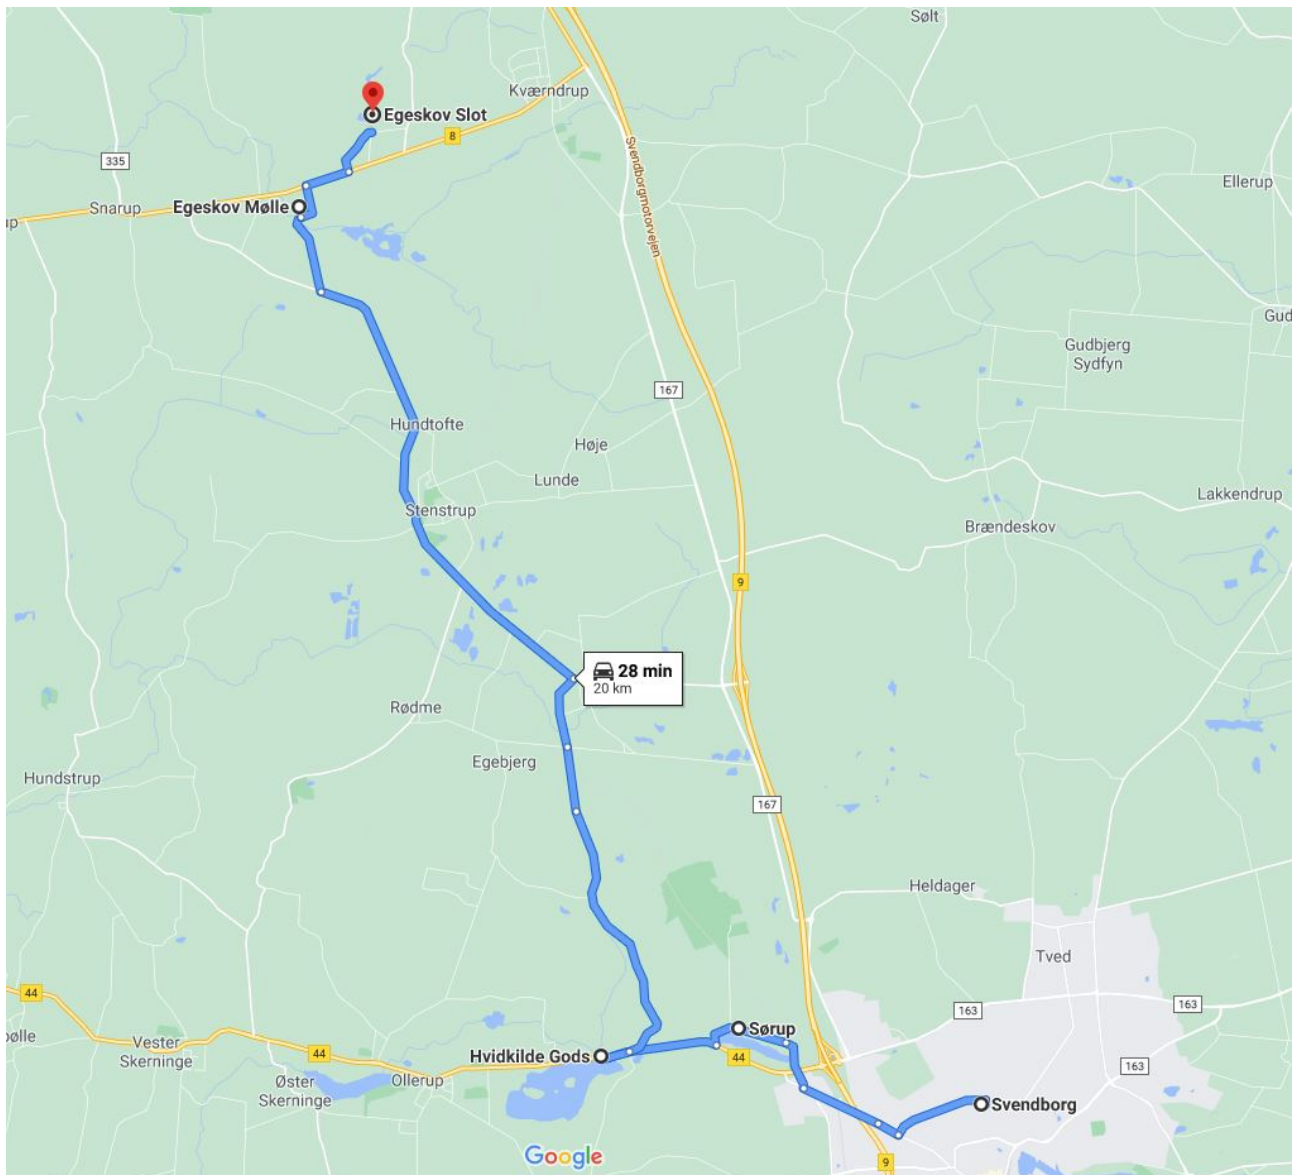 Sølt
Kværndrup
Egeskov Slot
8
335
Svendborgmotorvejen
Ellerup
Snarup
Egeskov Mølle
up
Gud
Gudbjerg
Sydfyn
167
Hundtofte
Høje
Lunde
Lakkendrup
Stenstrup
Brændeskov
9
28 min
20 km
Rødme
Egebjerg
Hundstrup
167
Heldager
Tved
44
163
163
Sørup
bølle
Vester
Skerninge
44
Hvidkilde Gods
44
Øster
Skerninge
Ollerup
163
Svendborg
Google
9